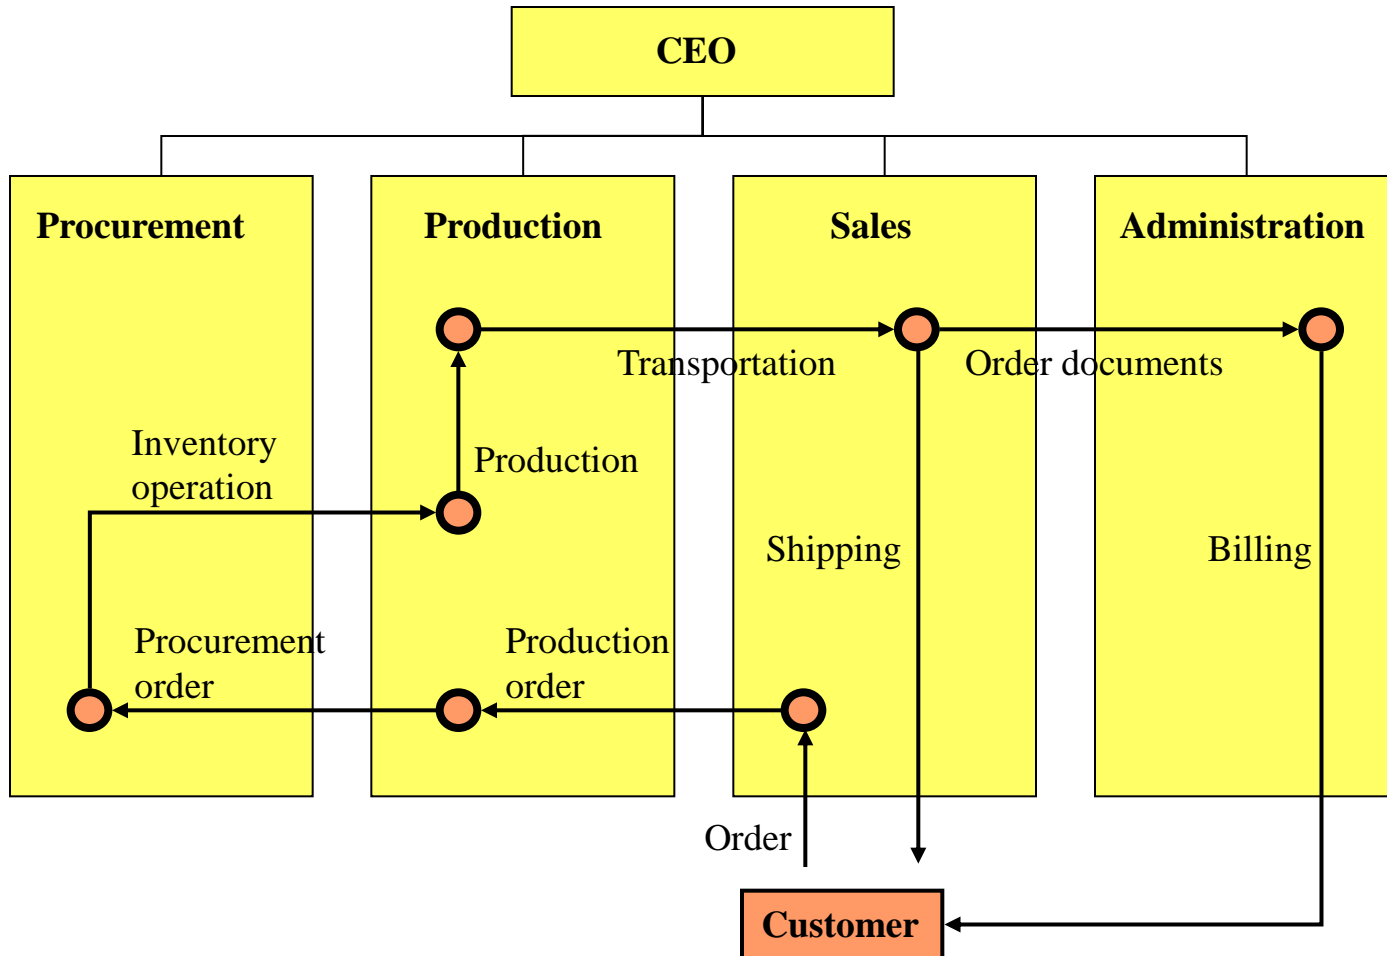 CEO
Procurement
Production
Sales
Administration
Transportation
Order documents
Inventory
operation
Production
Shipping
Billing
Procurement
order
Production
order
Order
Customer